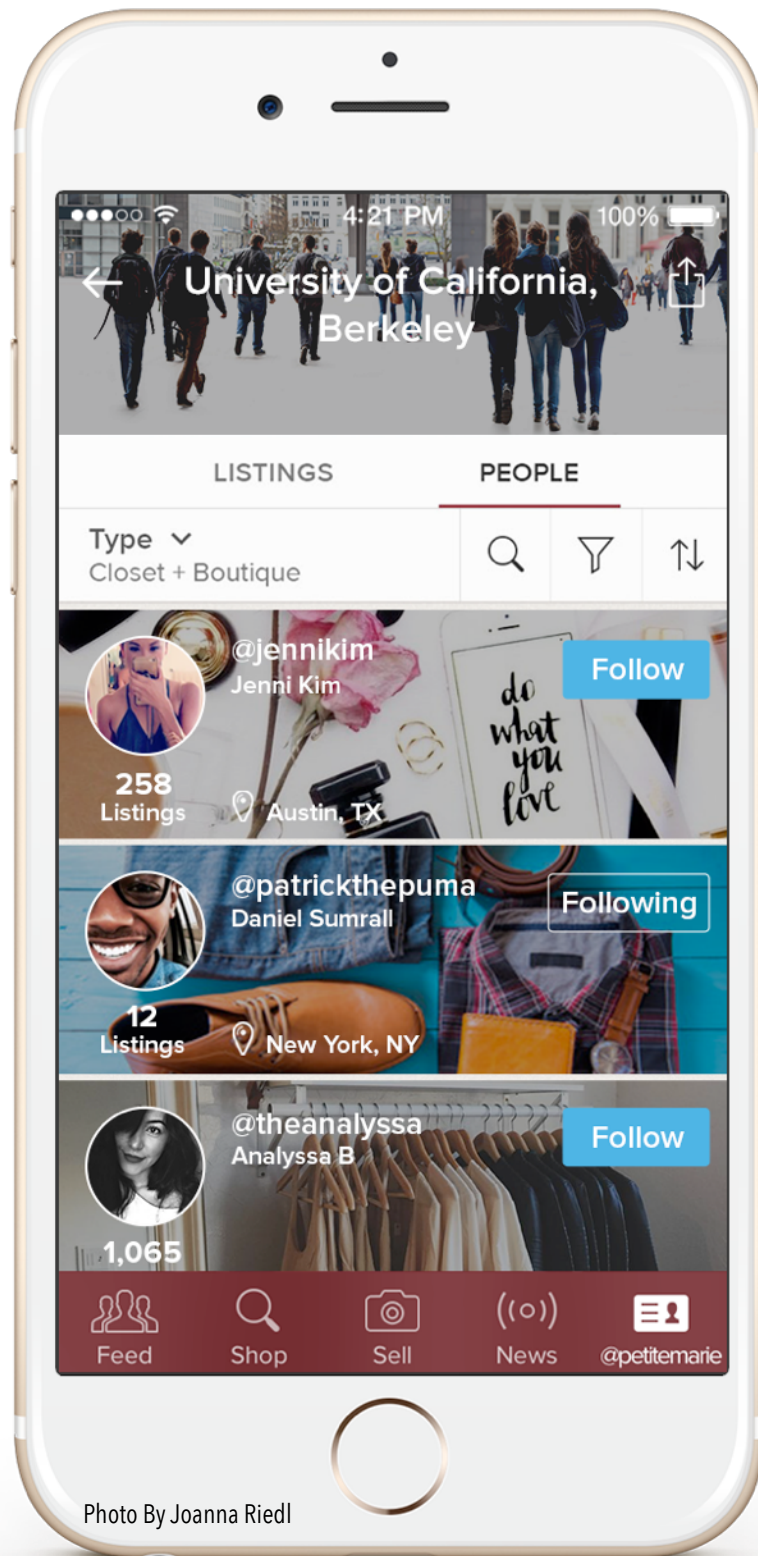 4:21 PM
100%
University of California,
Berkeley
LISTINGS
PEOPLE
Type
Closet + Boutique
@jennikim
Jenni Kim
Follow
do
what
you
love
258
Listings
Austin, TX
@patrickthepuma
Daniel Sumrall
Following
12
Listings
New York, NY
@theanalyssa
Analyssa B
Follow
1,065
Feed
Shop
Sell
News
@petitemarie
Photo By Joanna Riedl